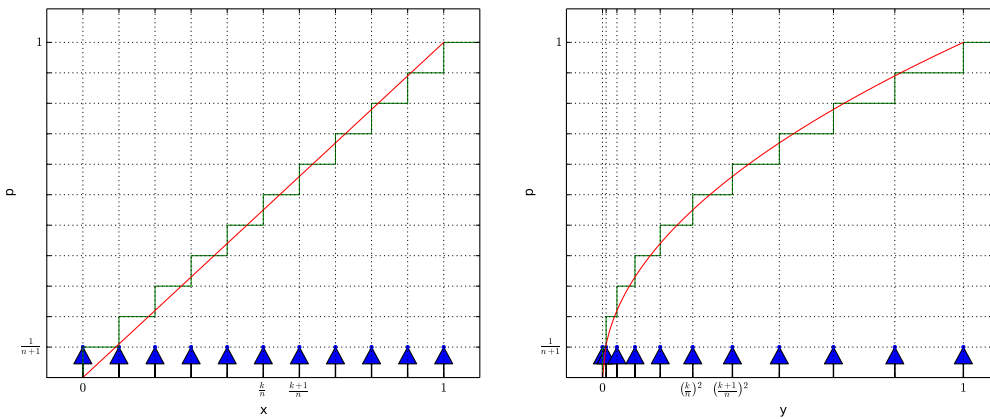 1
p
1/(n+1)
0
k/n
(k+1)/n
1
x
1
p
1/(n+1)
0
(k/n)²
((k+1)/n)²
1
y